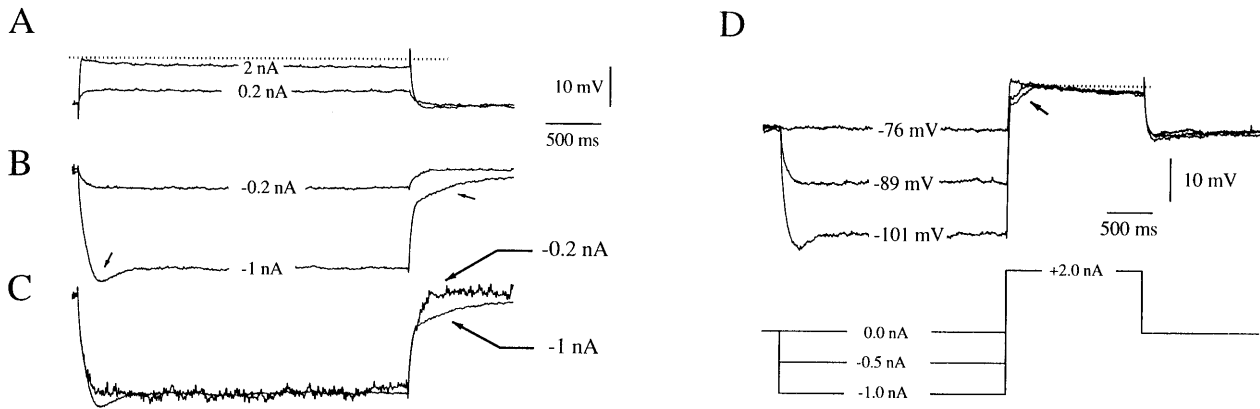 A
2 nA
0.2 nA
10 mV
500 ms
B
-0.2 nA
-1 nA
C
-0.2 nA
-1 nA
D
-76 mV
-89 mV
-101 mV
10 mV
500 ms
+2.0 nA
0.0 nA
-0.5 nA
-1.0 nA